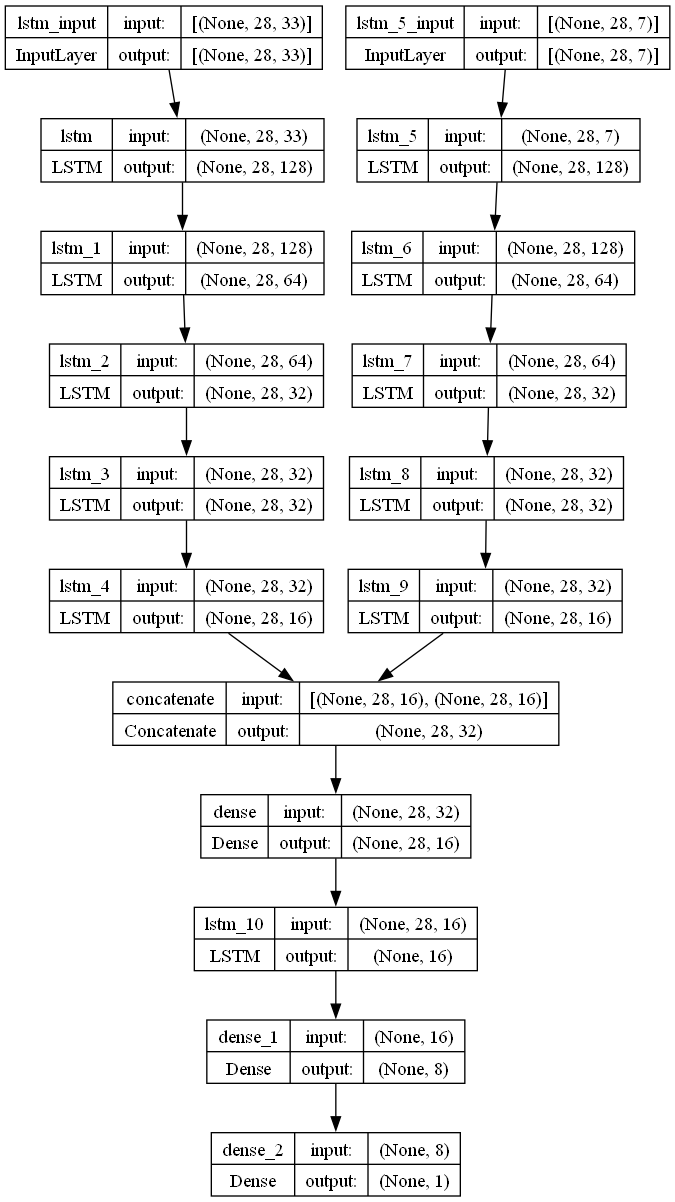 lstm_input input: [(None, 28, 33)]
InputLayer output: [(None, 28, 33)]
lstm_5_input input: [(None, 28, 7)]
InputLayer output: [(None, 28, 7)]
lstm input: (None, 28, 33)
LSTM output: (None, 28, 128)
lstm_5 input: (None, 28, 7)
LSTM output: (None, 28, 128)
lstm_1 input: (None, 28, 128)
LSTM output: (None, 28, 64)
lstm_6 input: (None, 28, 128)
LSTM output: (None, 28, 64)
lstm_2 input: (None, 28, 64)
LSTM output: (None, 28, 32)
lstm_7 input: (None, 28, 64)
LSTM output: (None, 28, 32)
lstm_3 input: (None, 28, 32)
LSTM output: (None, 28, 32)
lstm_8 input: (None, 28, 32)
LSTM output: (None, 28, 32)
lstm_4 input: (None, 28, 32)
LSTM output: (None, 28, 16)
lstm_9 input: (None, 28, 32)
LSTM output: (None, 28, 16)
concatenate input: [(None, 28, 16), (None, 28, 16)]
Concatenate output: (None, 28, 32)
dense input: (None, 28, 32)
Dense output: (None, 28, 16)
lstm_10 input: (None, 28, 16)
LSTM output: (None, 16)
dense_1 input: (None, 16)
Dense output: (None, 8)
dense_2 input: (None, 8)
Dense output: (None, 1)